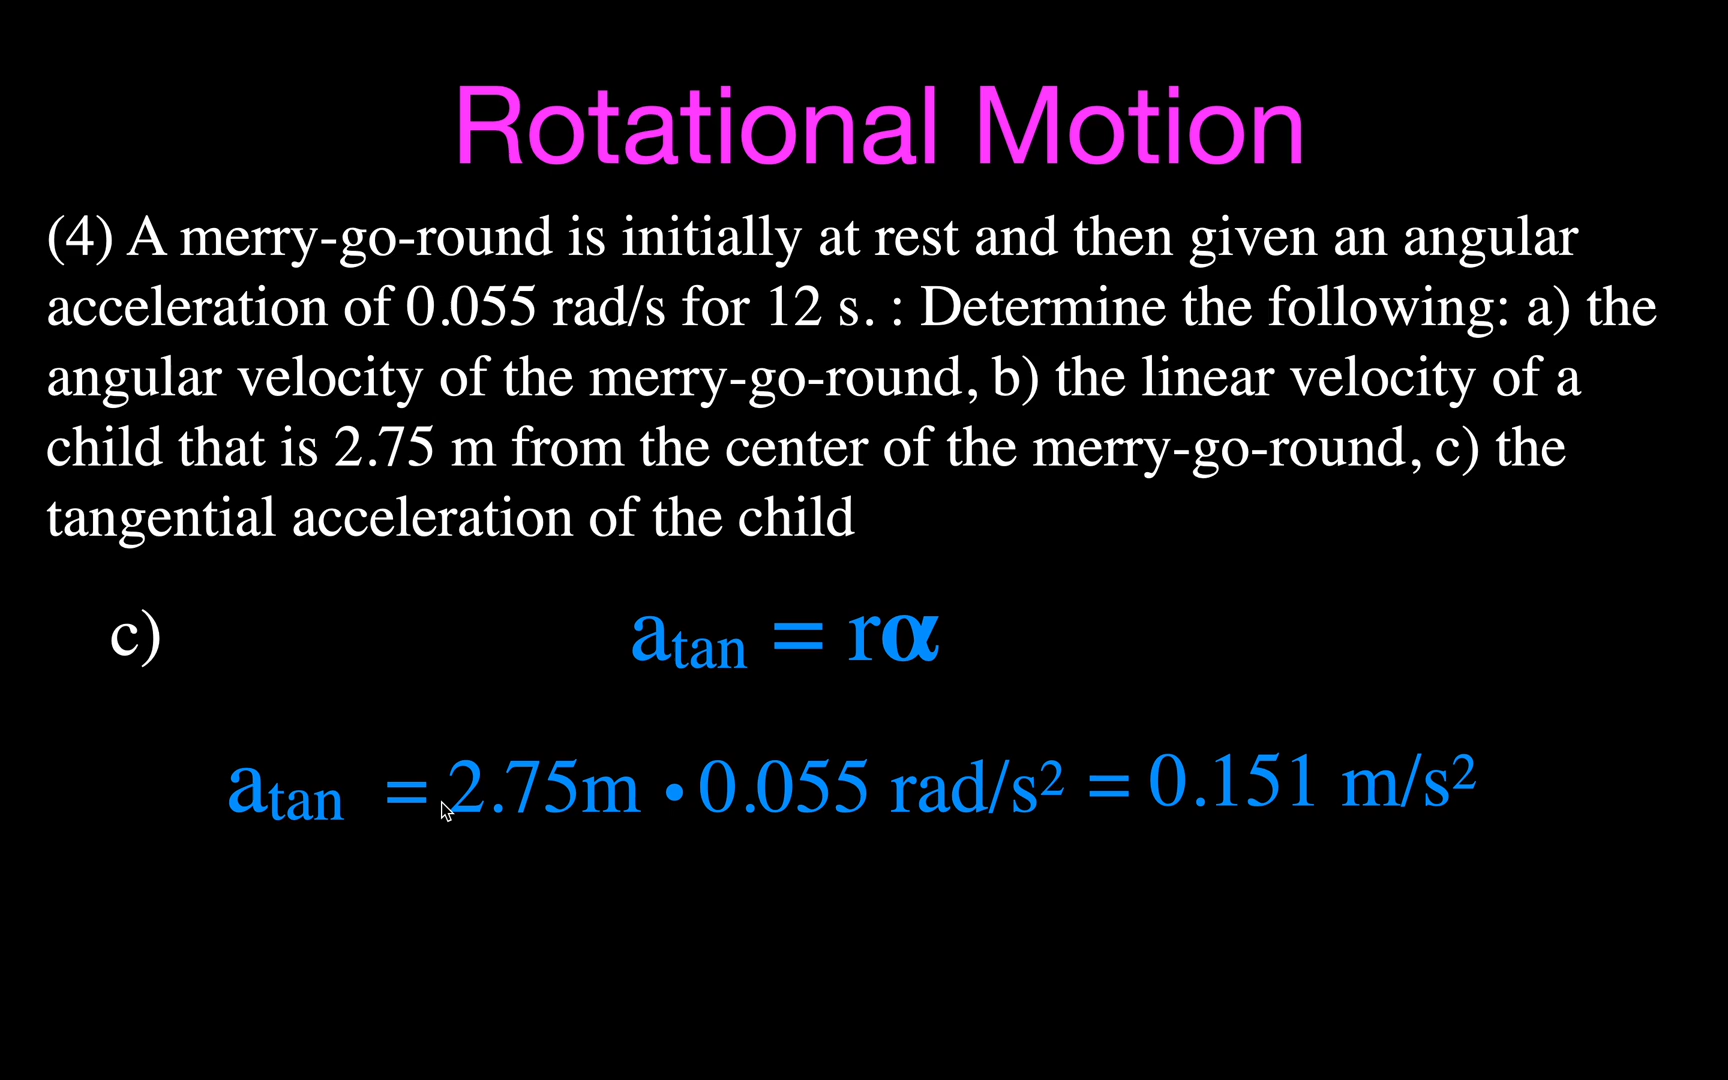 Rotational Motion
(4) A merry-go-round is initially at rest and then given an angular
acceleration of 0.055 rad/s for 12 s. : Determine the following: a) the
angular velocity of the merry-go-round, b) the linear velocity of a
child that is 2.75 m from the center of the merry-go-round, c) the
tangential acceleration of the child
c) aₜₐₙ = rα
aₜₐₙ = 2.75m • 0.055 rad/s² = 0.151 m/s²